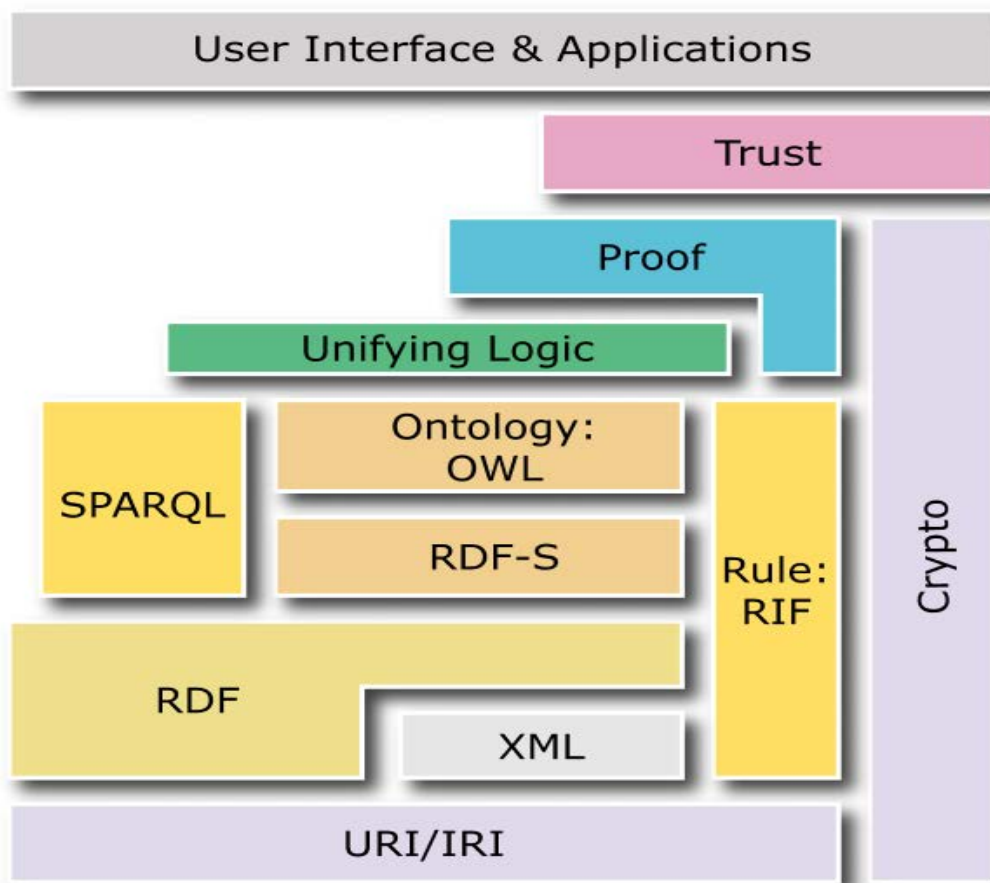 User Interface & Applications
Trust
Proof
Unifying Logic
Ontology:
OWL
SPARQL
RDF-S
Rule:
RIF
Crypto
RDF
XML
URI/IRI